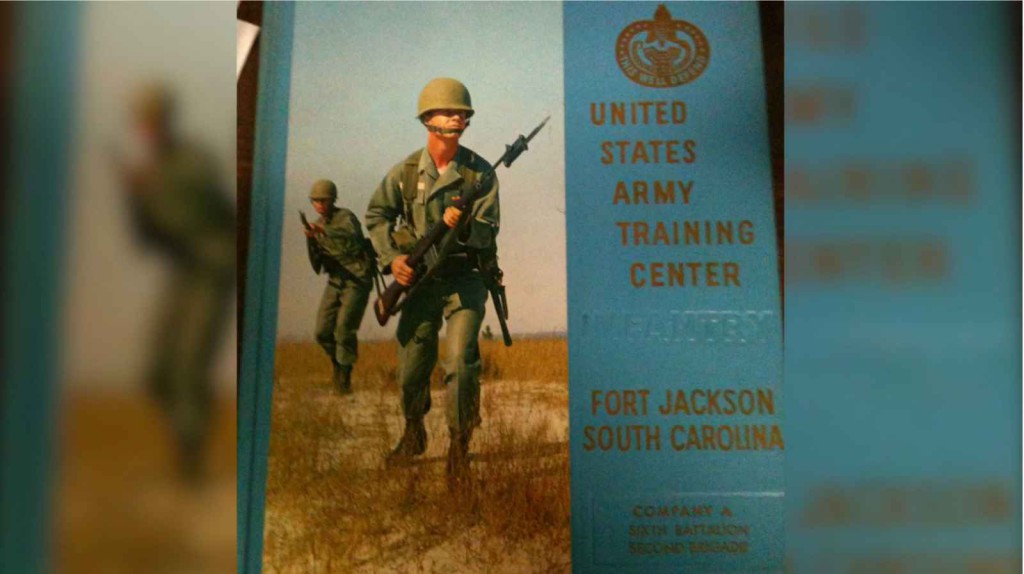 THIS WE'LL DEFEND
UNITED
STATES
ARMY
TRAINING
CENTER
INFANTRY
FORT JACKSON
SOUTH CAROLINA
COMPANY A
SIXTH BATTALION
SECOND BRIGADE